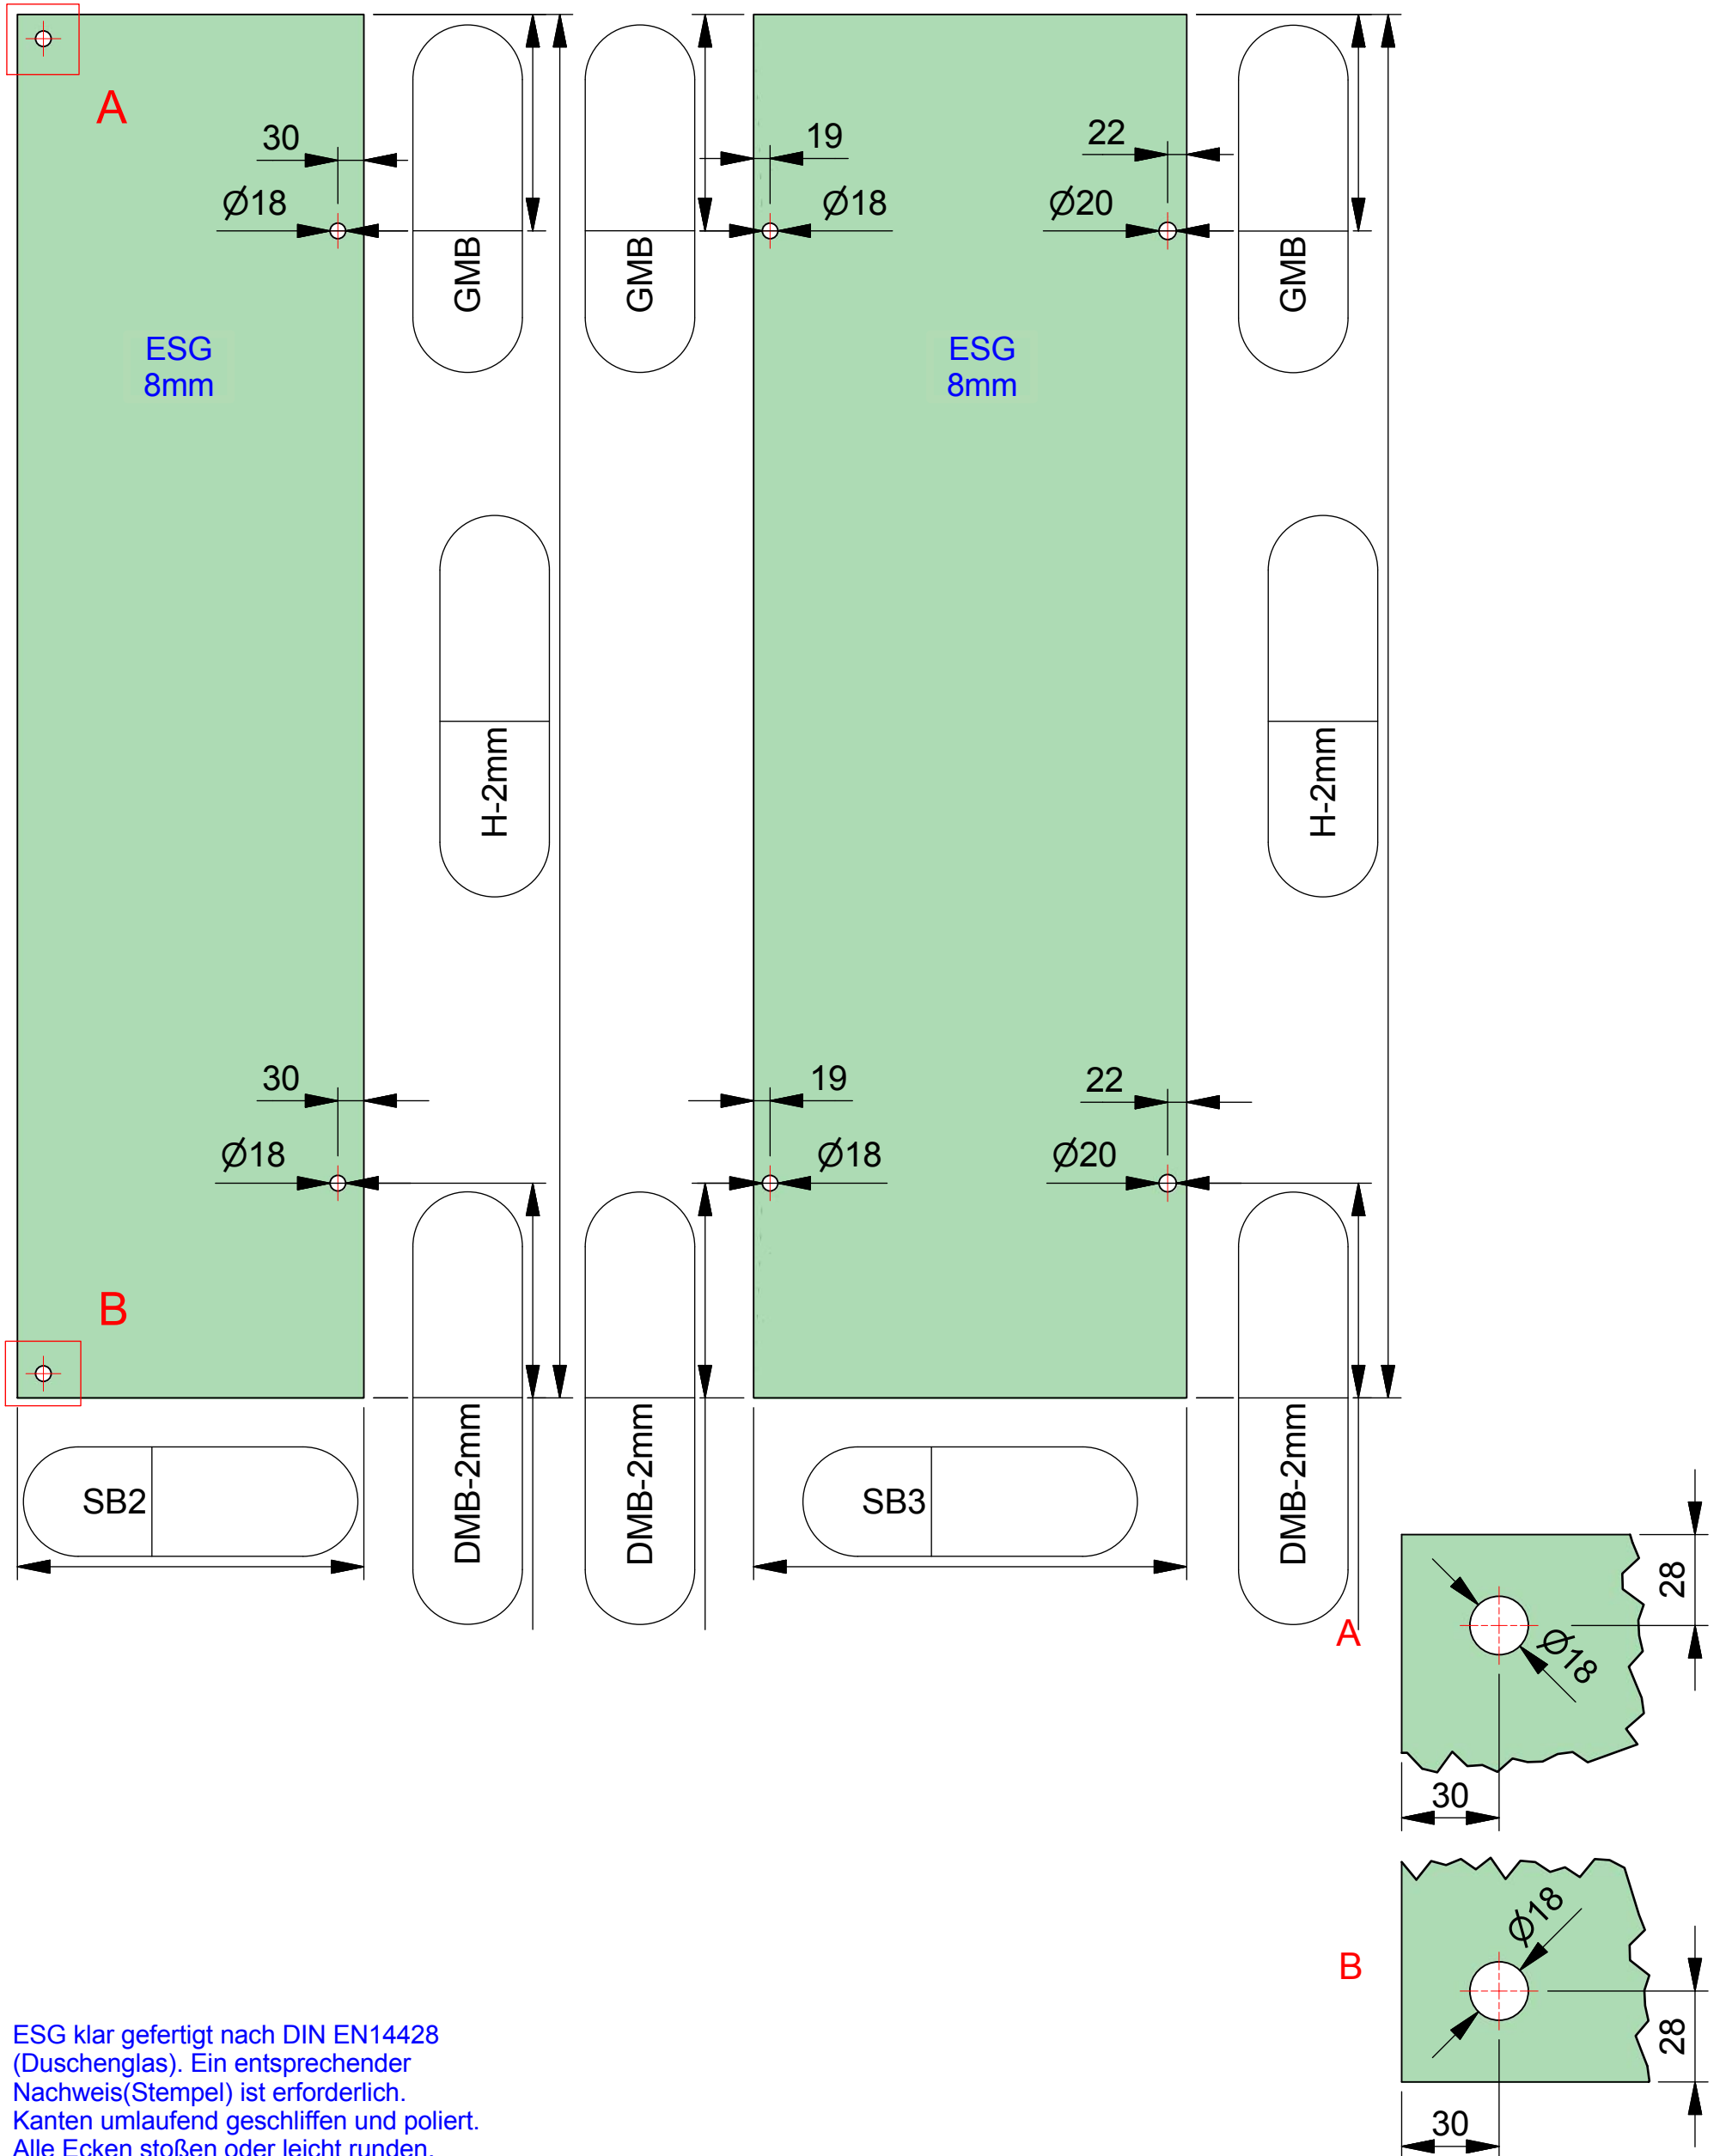 A
30
19
22
Ø18
Ø18
Ø20
GMB
GMB
GMB
ESG
8mm
ESG
8mm
H-2mm
H-2mm
30
19
22
Ø18
Ø18
Ø20
B
SB2
DMB-2mm
DMB-2mm
SB3
DMB-2mm
A
28
Ø18
30
B
Ø18
28
30
ESG klar gefertigt nach DIN EN14428
(Duschenglas). Ein entsprechender
Nachweis(Stempel) ist erforderlich.
Kanten umlaufend geschliffen und poliert.
Alle Ecken stoßen oder leicht runden.